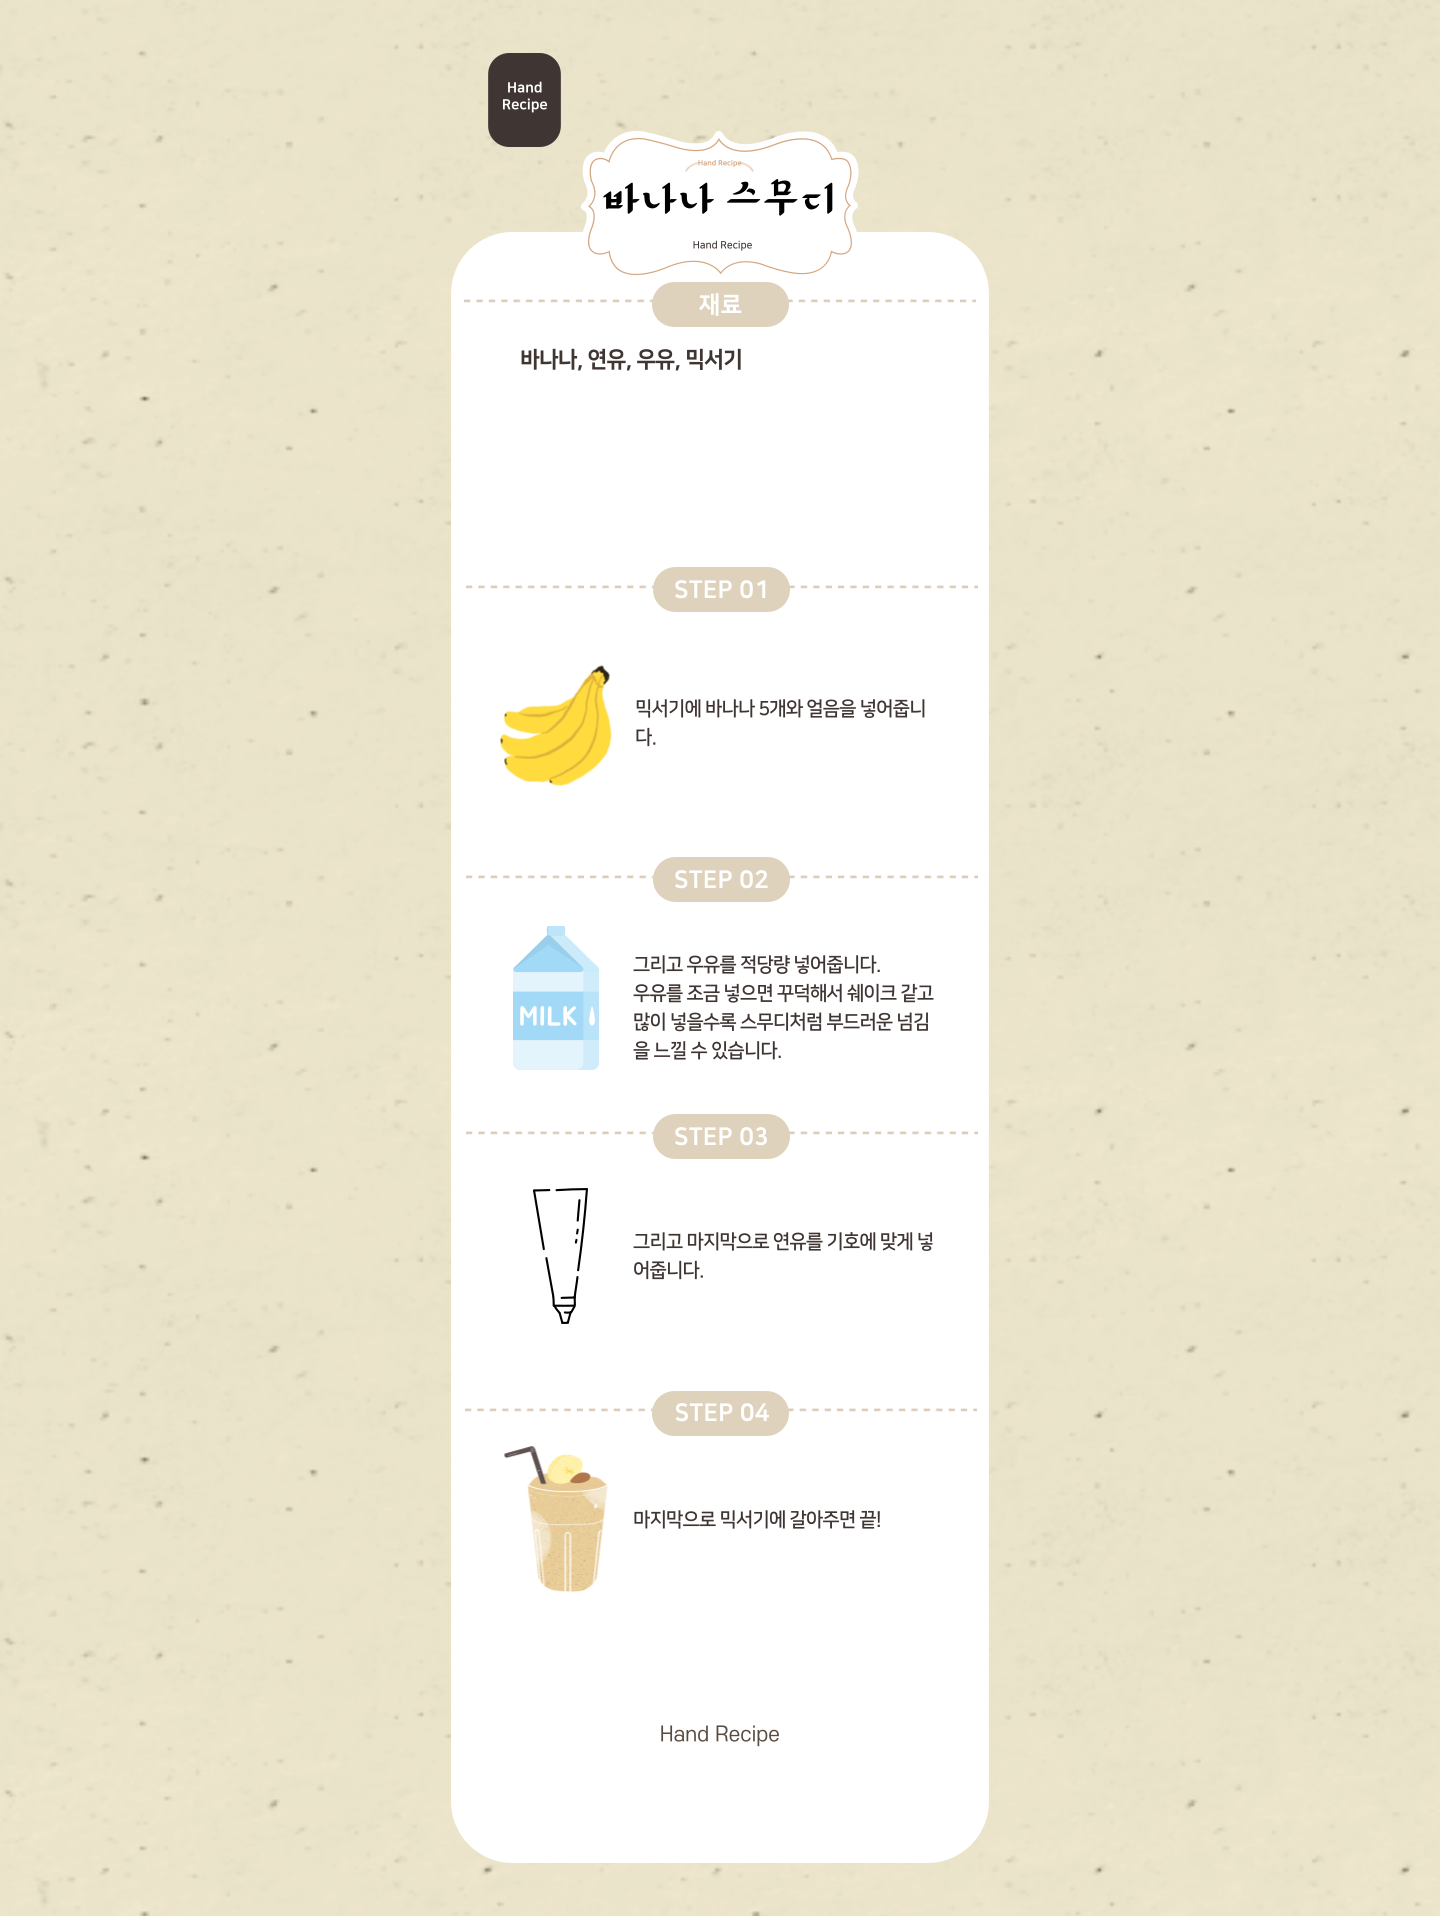 Hand
Recipe
Hand Recipe
바나나 스무디
Hand Recipe
재료
바나나, 연유, 우유, 믹서기
STEP 01
믹서기에 바나나 5개와 얼음을 넣어줍니
다.
STEP 02
MILK
그리고 우유를 적당량 넣어줍니다.
우유를 조금 넣으면 꾸덕해서 쉐이크 같고
많이 넣을수록 스무디처럼 부드러운 넘김
을 느낄 수 있습니다.
STEP 03
그리고 마지막으로 연유를 기호에 맞게 넣
어줍니다.
STEP 04
마지막으로 믹서기에 갈아주면 끝!
Hand Recipe